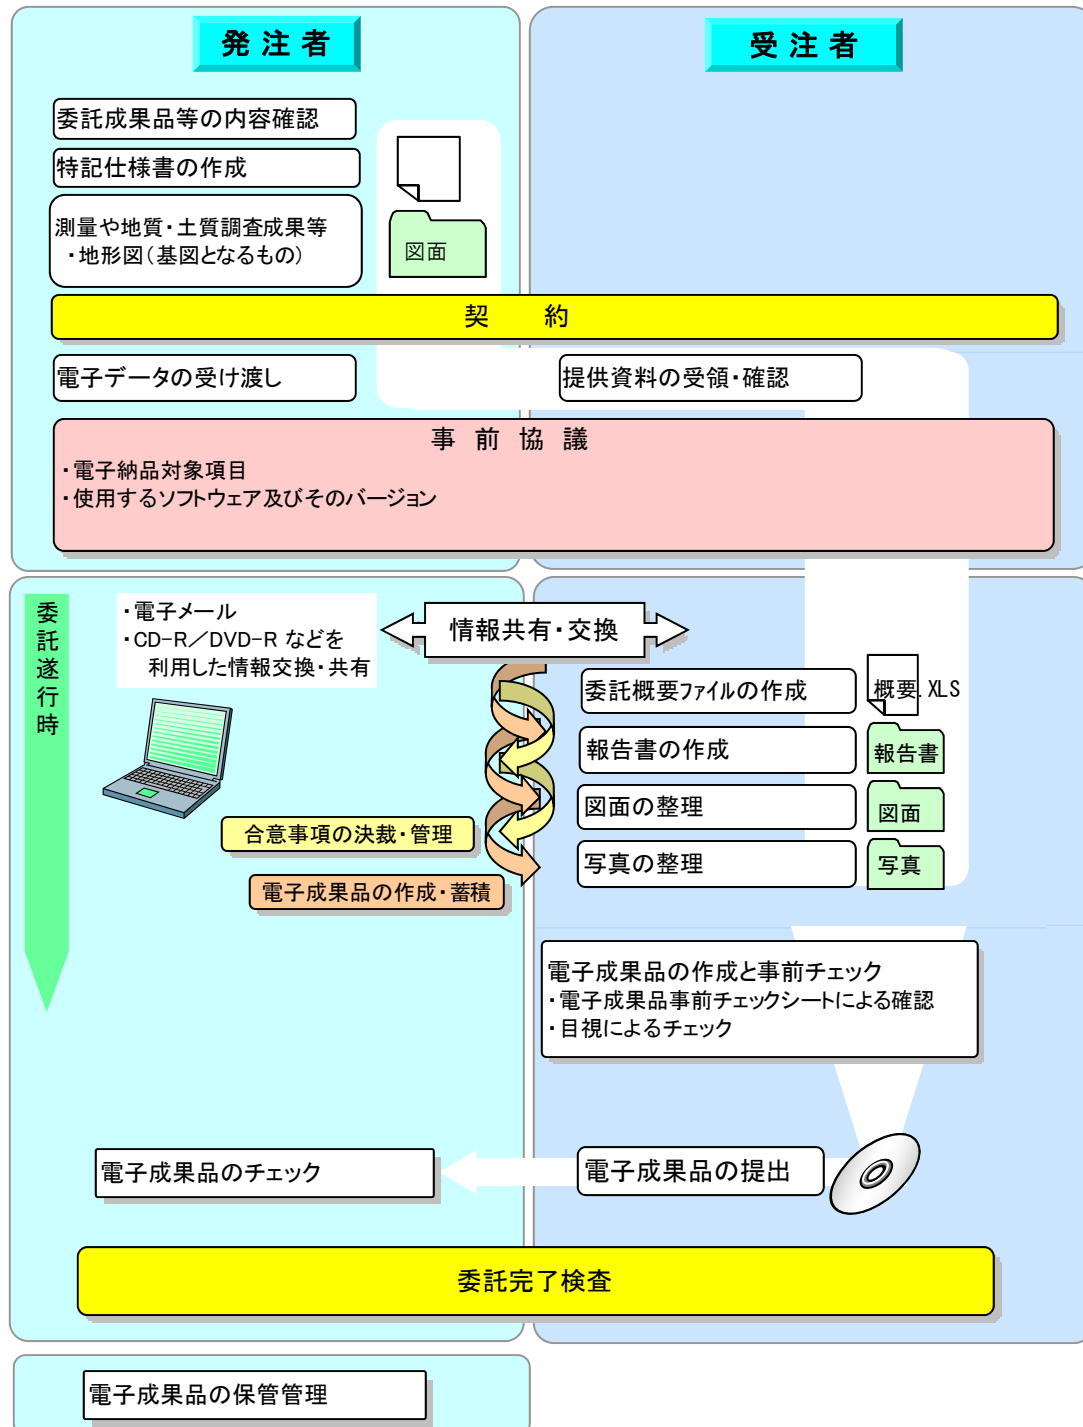 発 注 者
受 注 者
委託成果品等の内容確認
特記仕様書の作成
測量や地質・土質調査成果等
・地形図（基図となるもの）
図面
契　約
電子データの受け渡し
提供資料の受領・確認
事 前 協 議
・電子納品対象項目
・使用するソフトウェア及びそのバージョン
委託遂行時
・電子メール
・CD-R／DVD-R などを
利用した情報交換・共有
情報共有・交換
委託概要ファイルの作成
概要.XLS
報告書の作成
報告書
図面の整理
図面
写真の整理
写真
合意事項の決裁・管理
電子成果品の作成・蓄積
電子成果品の作成と事前チェック
・電子成果品事前チェックシートによる確認
・目視によるチェック
電子成果品のチェック
電子成果品の提出
委託完了検査
電子成果品の保管管理